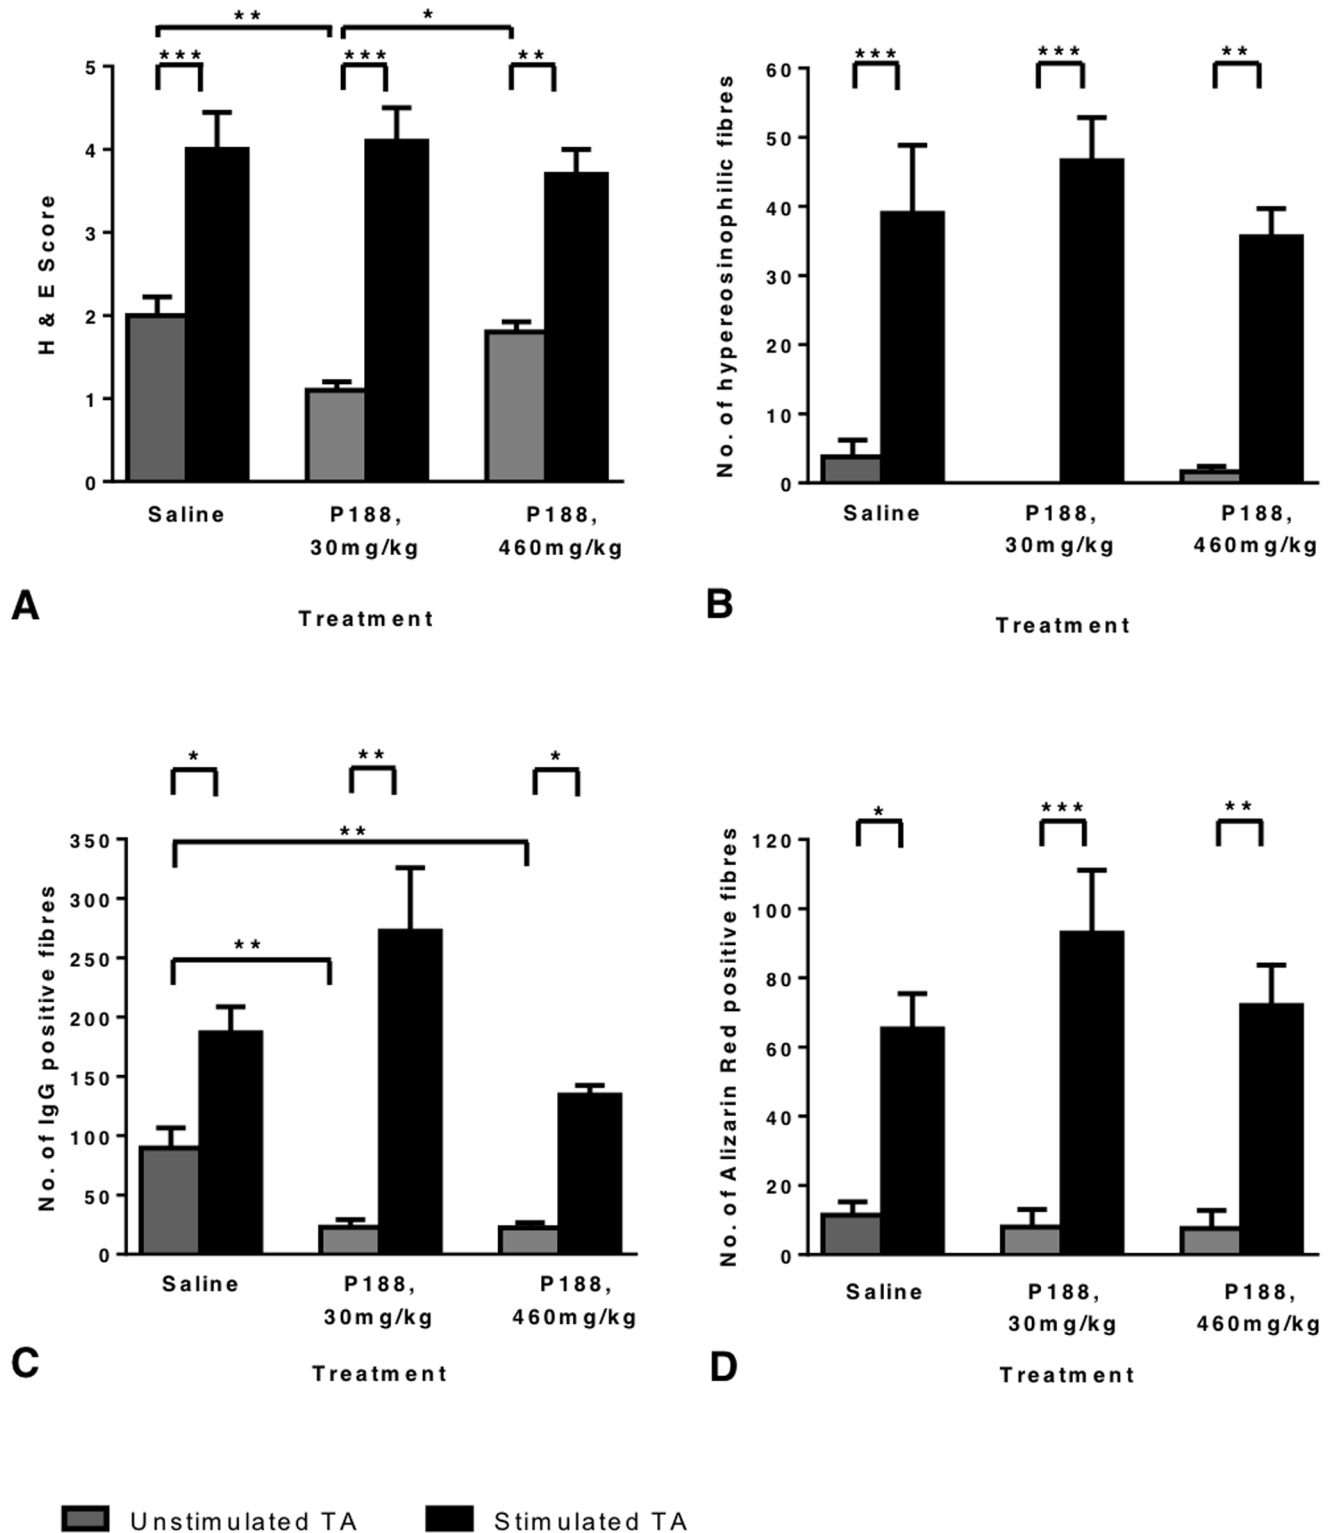 ** *
*** *** **
5
4
3
2
1
0
H & E Score
Saline P188, P188,
30mg/kg 460mg/kg
A
Treatment
*** *** **
60
50
40
30
20
10
0
No. of hypereosinophilic fibres
Saline P188, P188,
30mg/kg 460mg/kg
B
Treatment
* ** *
**
**
350
300
250
200
150
100
50
0
No. of IgG positive fibres
Saline P188, P188,
30mg/kg 460mg/kg
C
Treatment
* *** **
120
100
80
60
40
20
0
No. of Alizarin Red positive fibres
Saline P188, P188,
30mg/kg 460mg/kg
D
Treatment
Unstimulated TA Stimulated TA